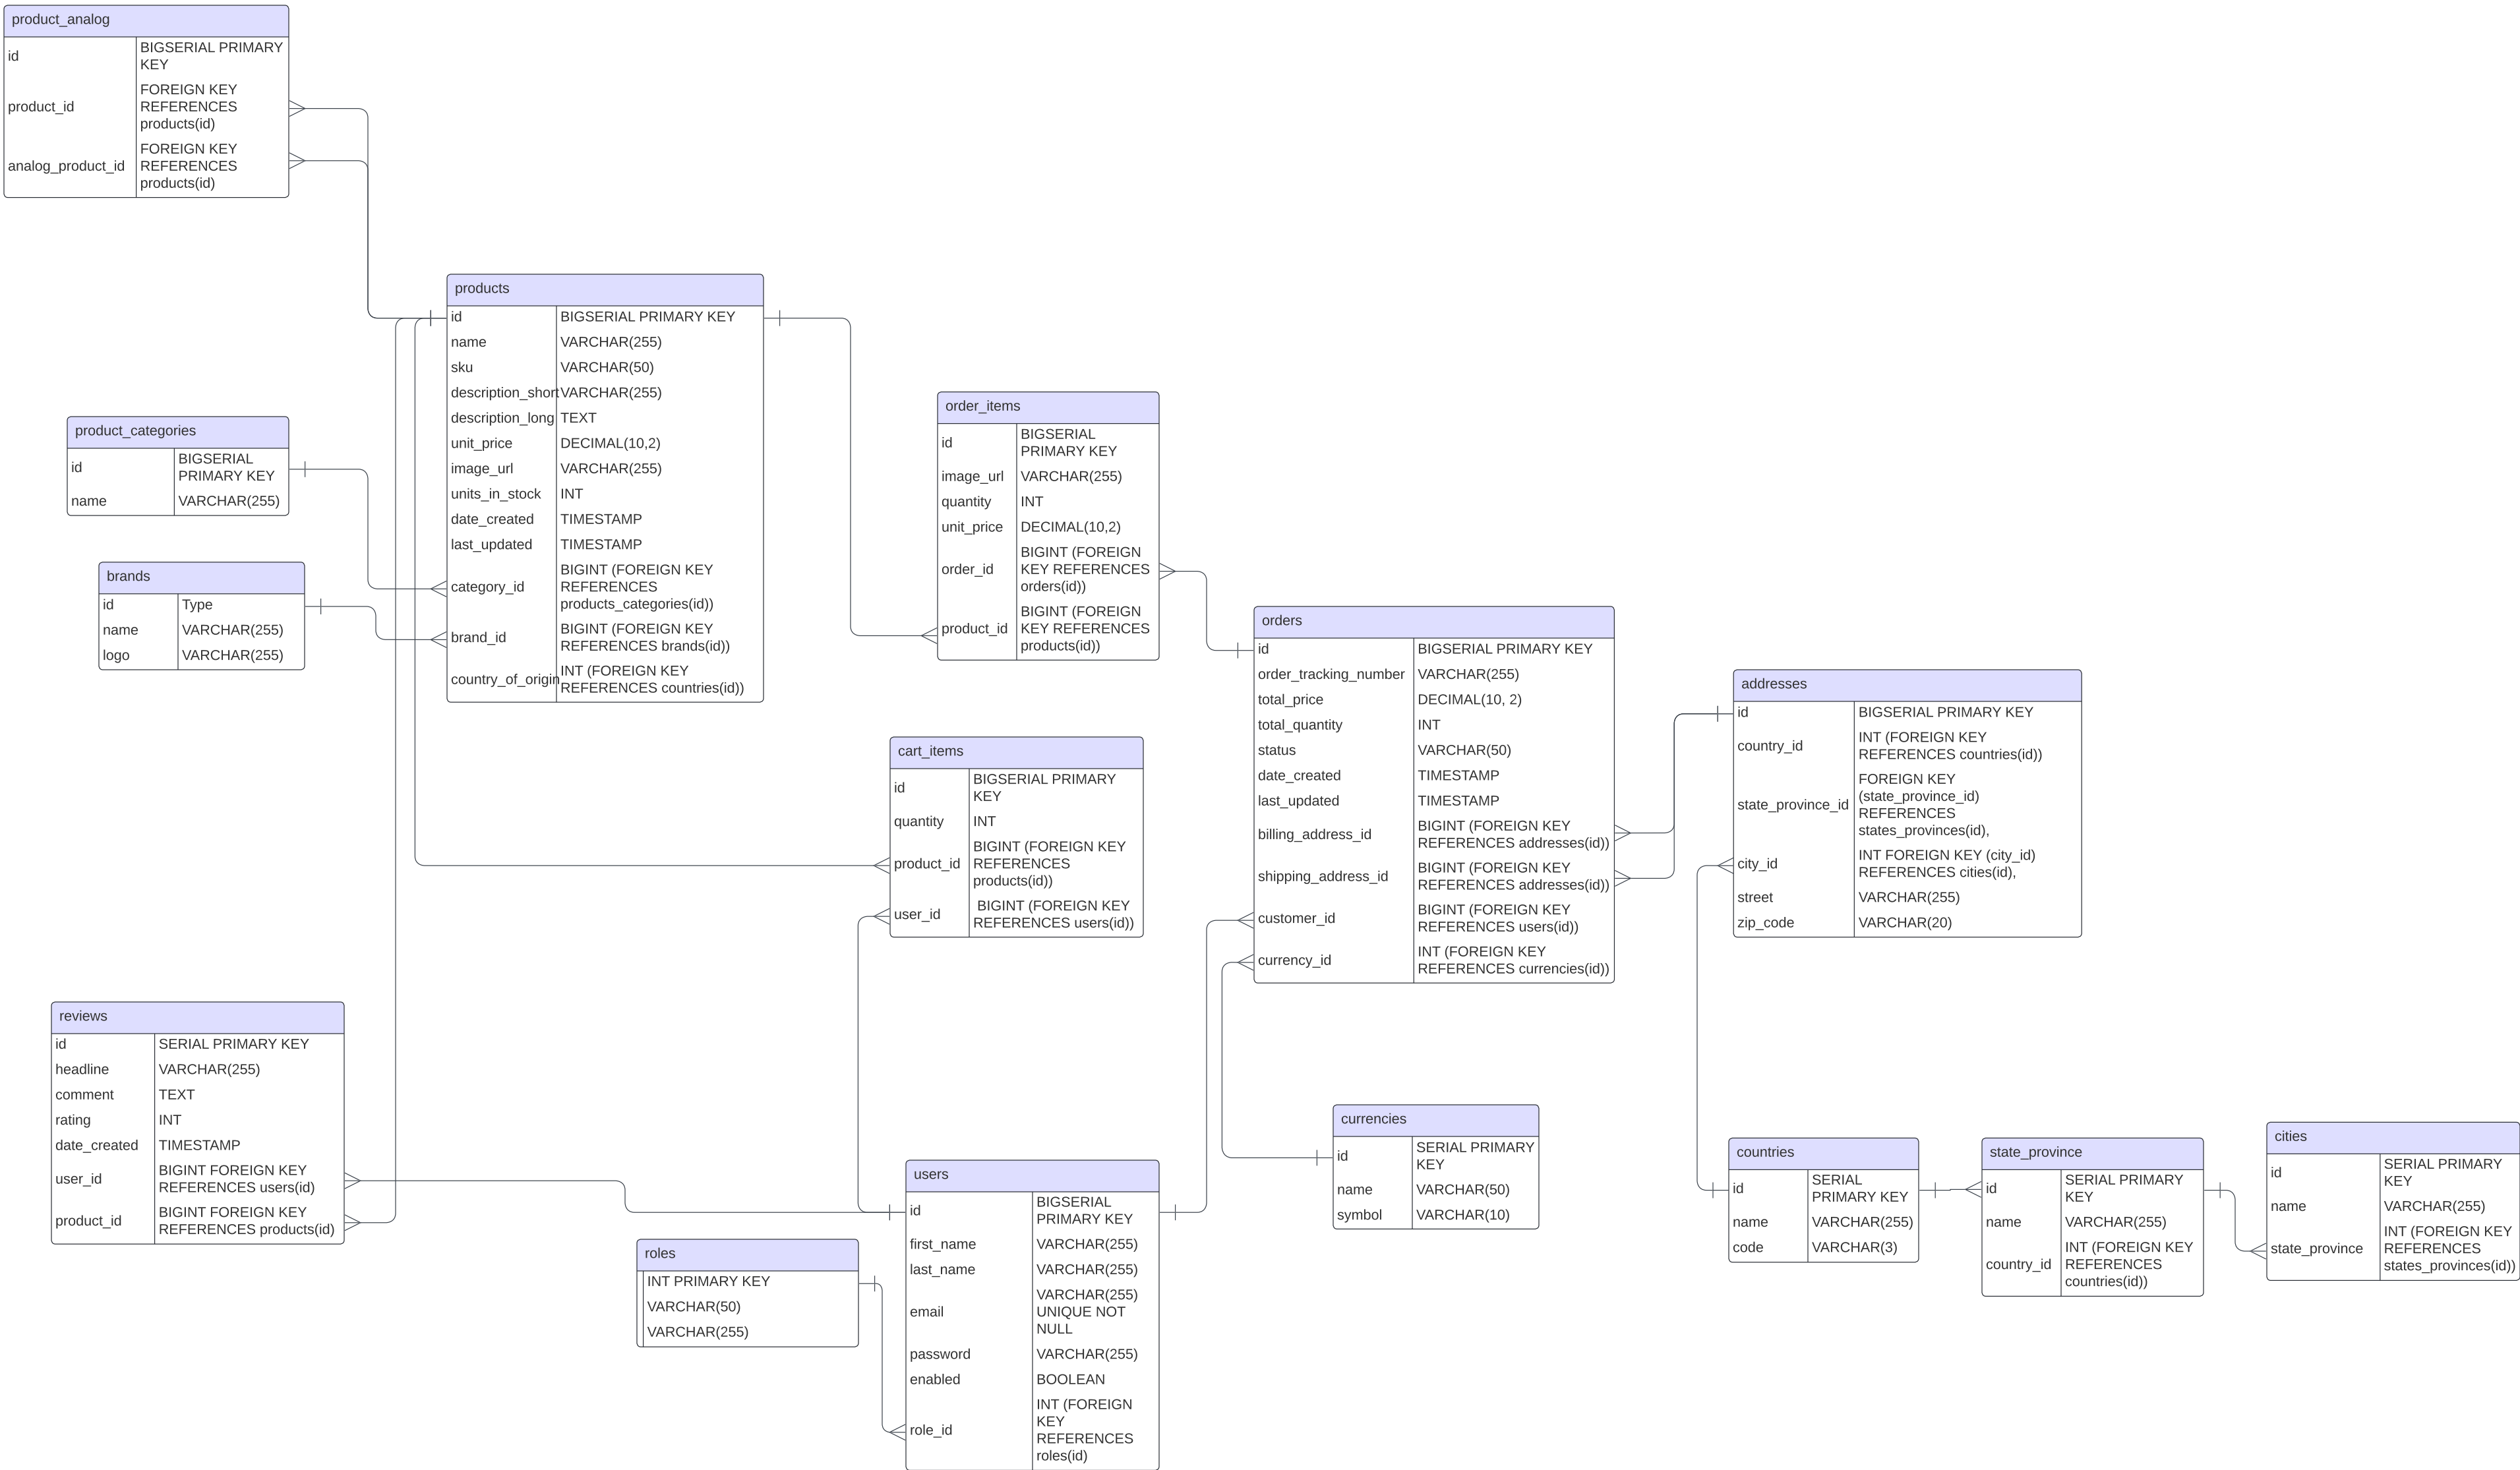 product_analog
id
BIGSERIAL PRIMARY
KEY
product_id
FOREIGN KEY
REFERENCES
products(id)
analog_product_id
FOREIGN KEY
REFERENCES
products(id)
products
id
BIGSERIAL PRIMARY KEY
name
VARCHAR(255)
sku
VARCHAR(50)
description_short
VARCHAR(255)
description_long
TEXT
unit_price
DECIMAL(10,2)
image_url
VARCHAR(255)
units_in_stock
INT
date_created
TIMESTAMP
last_updated
TIMESTAMP
category_id
BIGINT (FOREIGN KEY
REFERENCES
products_categories(id))
brand_id
BIGINT (FOREIGN KEY
REFERENCES brands(id))
country_of_origin
INT (FOREIGN KEY
REFERENCES countries(id))
product_categories
id
BIGSERIAL
PRIMARY KEY
name
VARCHAR(255)
brands
id
Type
name
VARCHAR(255)
logo
VARCHAR(255)
order_items
id
BIGSERIAL
PRIMARY KEY
image_url
VARCHAR(255)
quantity
INT
unit_price
DECIMAL(10,2)
order_id
BIGINT (FOREIGN
KEY REFERENCES
orders(id))
product_id
BIGINT (FOREIGN
KEY REFERENCES
products(id))
orders
id
BIGSERIAL PRIMARY KEY
order_tracking_number
VARCHAR(255)
total_price
DECIMAL(10, 2)
total_quantity
INT
status
VARCHAR(50)
date_created
TIMESTAMP
last_updated
TIMESTAMP
billing_address_id
BIGINT (FOREIGN KEY
REFERENCES addresses(id))
shipping_address_id
BIGINT (FOREIGN KEY
REFERENCES addresses(id))
customer_id
BIGINT (FOREIGN KEY
REFERENCES users(id))
currency_id
INT (FOREIGN KEY
REFERENCES currencies(id))
addresses
id
BIGSERIAL PRIMARY KEY
country_id
INT (FOREIGN KEY
REFERENCES countries(id))
state_province_id
FOREIGN KEY
(state_province_id)
REFERENCES
states_provinces(id),
city_id
INT FOREIGN KEY (city_id)
REFERENCES cities(id),
street
VARCHAR(255)
zip_code
VARCHAR(20)
cart_items
id
BIGSERIAL PRIMARY
KEY
quantity
INT
product_id
BIGINT (FOREIGN KEY
REFERENCES
products(id))
user_id
BIGINT (FOREIGN KEY
REFERENCES users(id))
reviews
id
SERIAL PRIMARY KEY
headline
VARCHAR(255)
comment
TEXT
rating
INT
date_created
TIMESTAMP
user_id
BIGINT FOREIGN KEY
REFERENCES users(id)
product_id
BIGINT FOREIGN KEY
REFERENCES products(id)
roles
INT PRIMARY KEY
VARCHAR(50)
VARCHAR(255)
users
id
BIGSERIAL
PRIMARY KEY
first_name
VARCHAR(255)
last_name
VARCHAR(255)
email
VARCHAR(255)
UNIQUE NOT
NULL
password
VARCHAR(255)
enabled
BOOLEAN
role_id
INT (FOREIGN
KEY
REFERENCES
roles(id)
currencies
id
SERIAL PRIMARY
KEY
name
VARCHAR(50)
symbol
VARCHAR(10)
countries
id
SERIAL
PRIMARY KEY
name
VARCHAR(255)
code
VARCHAR(3)
state_province
id
SERIAL PRIMARY
KEY
name
VARCHAR(255)
country_id
INT (FOREIGN KEY
REFERENCES
countries(id))
cities
id
SERIAL PRIMARY
KEY
name
VARCHAR(255)
state_province
INT (FOREIGN KEY
REFERENCES
states_provinces(id))